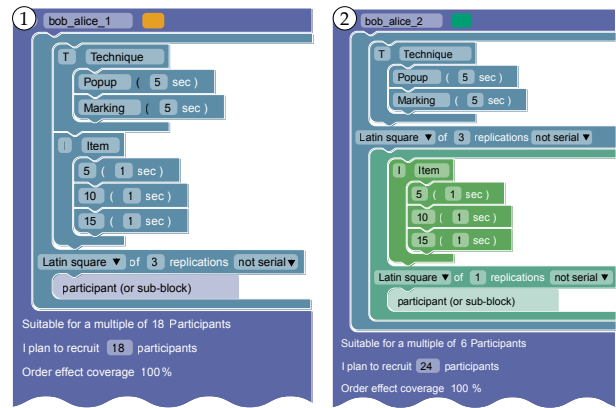 1 bob_alice_1
T Technique
Popup ( 5 sec )
Marking ( 5 sec )
I Item
5 ( 1 sec )
10 ( 1 sec )
15 ( 1 sec )
Latin square ▼ of 3 replications not serial ▼
participant (or sub-block)
Suitable for a multiple of 18 Participants
I plan to recruit 18 participants
Order effect coverage 100 %
2 bob_alice_2
T Technique
Popup ( 5 sec )
Marking ( 5 sec )
Latin square ▼ of 3 replications not serial ▼
I Item
5 ( 1 sec )
10 ( 1 sec )
15 ( 1 sec )
Latin square ▼ of 1 replications not serial ▼
participant (or sub-block)
Suitable for a multiple of 6 Participants
I plan to recruit 24 participants
Order effect coverage 100 %